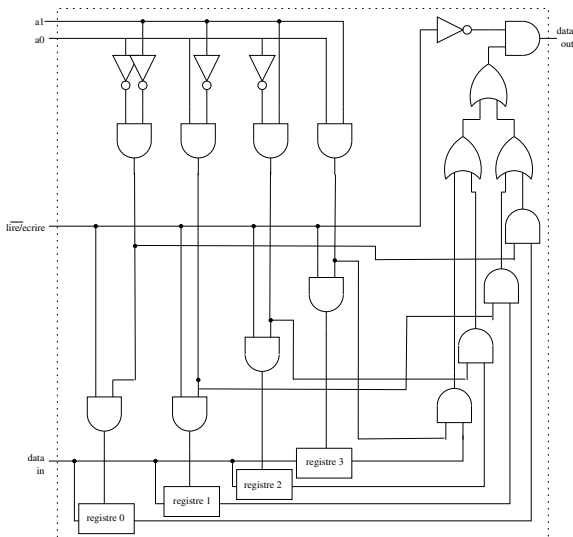 a1
a0
data
out
lire/ecrire
data
in
registre 3
registre 2
registre 1
registre 0